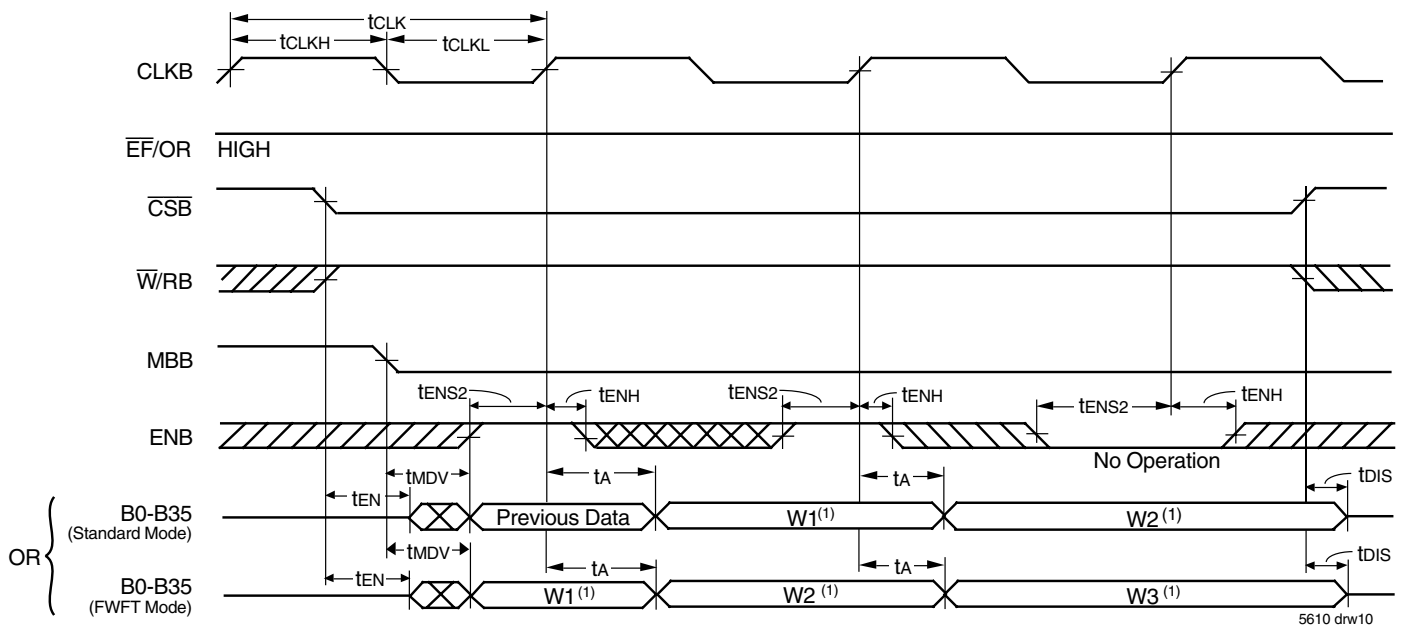 tCLK
tCLKH tCLKL
CLKB
EF/OR HIGH
CSB
W/RB
MBB
tENS2 tENH tENS2 tENH tENS2 tENH
ENB
No Operation
tMDV tA tA tDIS
tEN
B0-B35 Previous Data W1(1) W2(1)
(Standard Mode)
OR
tMDV tDIS
tEN tA tA
B0-B35 W1(1) W2(1) W3(1)
(FWFT Mode)
5610 drw10